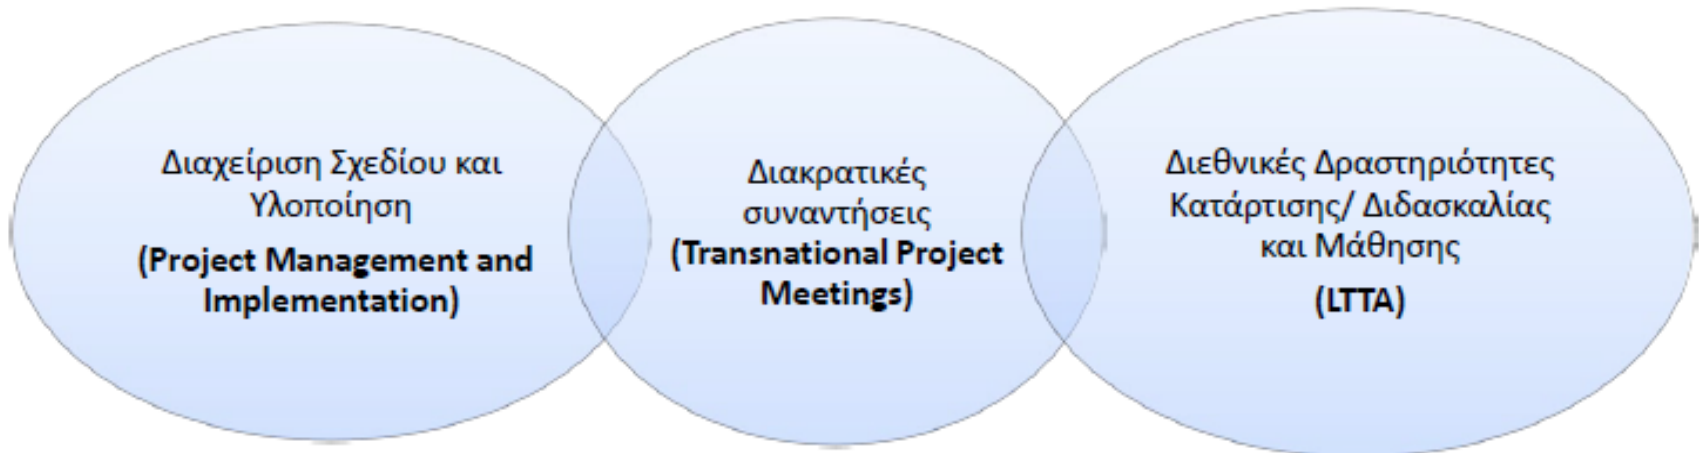 Διαχείριση Σχεδίου και
Υλοποίηση
(Project Management and
Implementation)
Διακρατικές
συναντήσεις
(Transnational Project
Meetings)
Διεθνικές Δραστηριότητες
Κατάρτισης/ Διδασκαλίας
και Μάθησης
(LTTA)